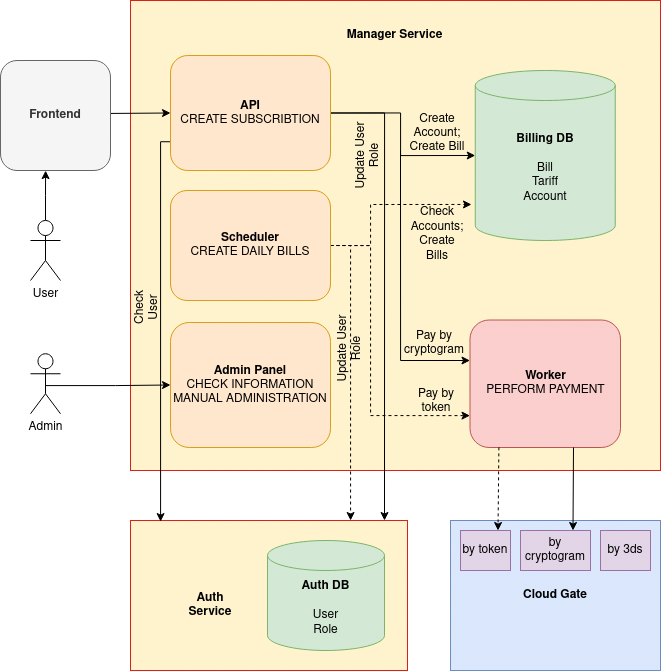 Manager Service
Frontend
API
CREATE SUBSCRIBTION
Create
Account;
Create Bill
Update User
Role
Billing DB
Bill
Tariff
Account
Scheduler
CREATE DAILY BILLS
Check
Accounts;
Create
Bills
User
Check
User
Update User
Role
Pay by
cryptogram
Admin Panel
CHECK INFORMATION
MANUAL ADMINISTRATION
Worker
PERFORM PAYMENT
Pay by
token
Admin
Auth
Service
Auth DB
User
Role
by token
by
cryptogram
by 3ds
Cloud Gate